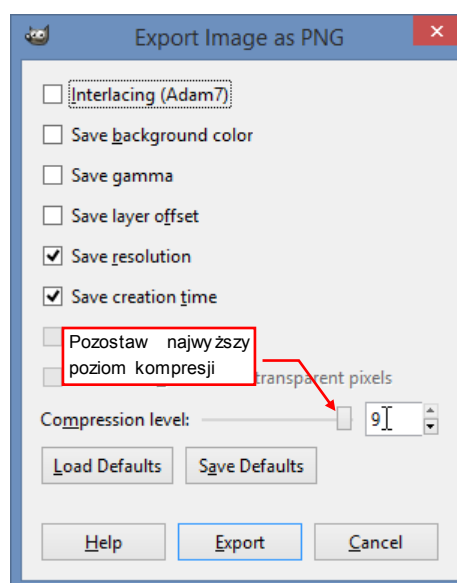 Export Image as PNG
Interlacing (Adam7)
Save background color
Save gamma
Save layer offset
Save resolution
Save creation time
Pozostaw najwyższy
poziom kompresji
transparent pixels
Compression level: 9
Load Defaults Save Defaults
Help Export Cancel